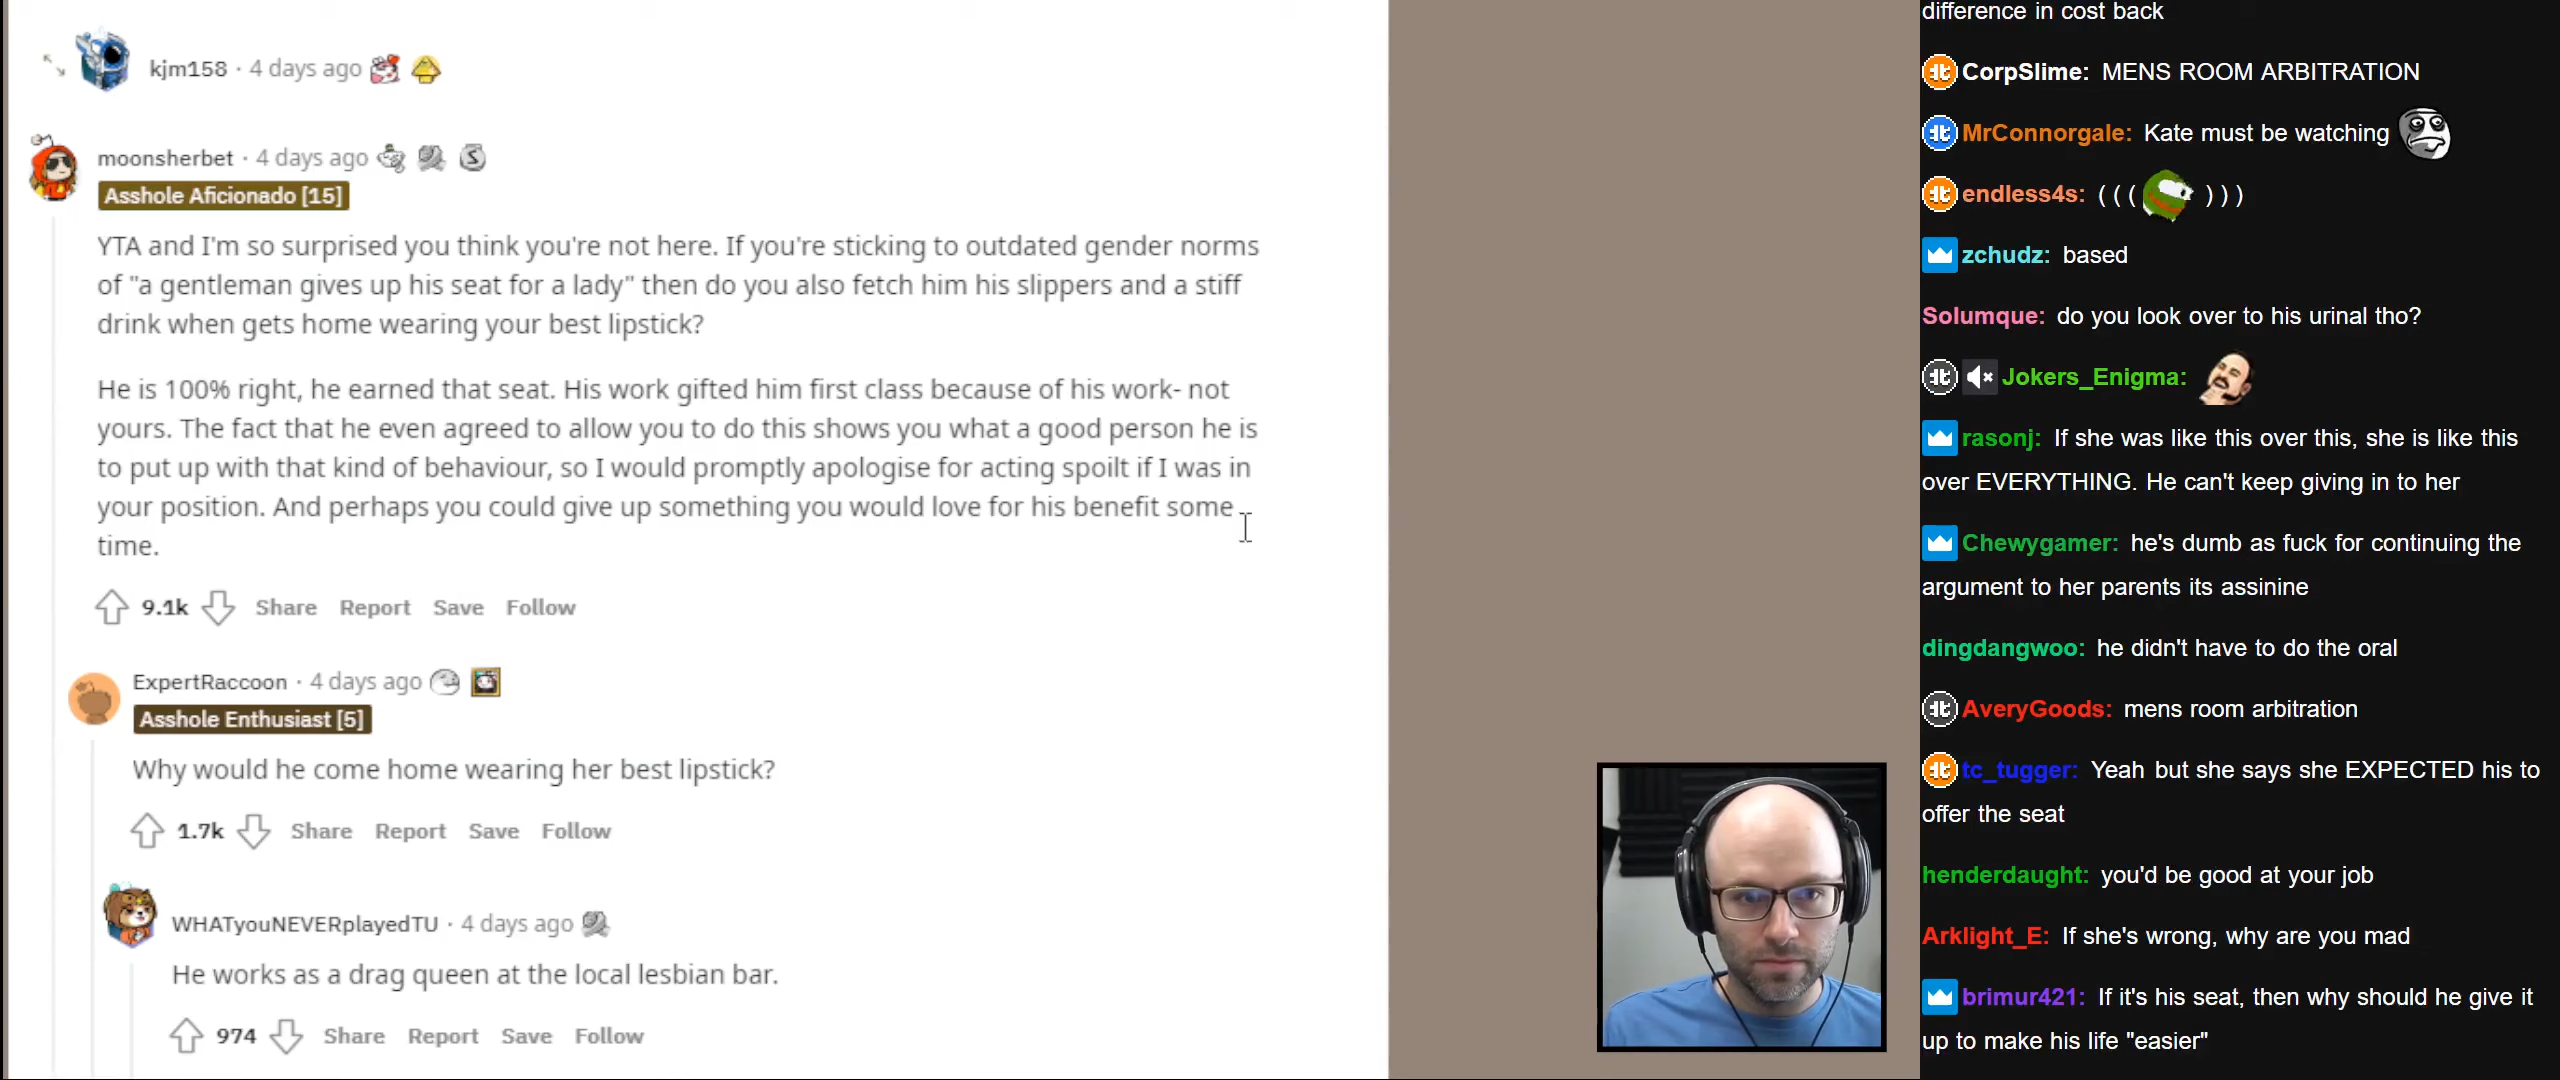 kjm158 · 4 days ago
moonsherbet · 4 days ago
Asshole Aficionado [15]
YTA and I'm so surprised you think you're not here. If you're sticking to outdated gender norms
of "a gentleman gives up his seat for a lady" then do you also fetch him his slippers and a stiff
drink when gets home wearing your best lipstick?
He is 100% right, he earned that seat. His work gifted him first class because of his work- not
yours. The fact that he even agreed to allow you to do this shows you what a good person he is
to put up with that kind of behaviour, so I would promptly apologise for acting spoilt if I was in
your position. And perhaps you could give up something you would love for his benefit some
time.
9.1k Share Report Save Follow
ExpertRaccoon · 4 days ago
Asshole Enthusiast [5]
Why would he come home wearing her best lipstick?
1.7k Share Report Save Follow
WHATyouNEVERplayedTU · 4 days ago
He works as a drag queen at the local lesbian bar.
974 Share Report Save Follow
difference in cost back
CorpSlime: MENS ROOM ARBITRATION
MrConnorgale: Kate must be watching
endless4s: ( ( ( ) ) )
zchudz: based
Solumque: do you look over to his urinal tho?
Jokers_Enigma:
rasonj: If she was like this over this, she is like this
over EVERYTHING. He can't keep giving in to her
Chewygamer: he's dumb as fuck for continuing the
argument to her parents its assinine
dingdangwoo: he didn't have to do the oral
AveryGoods: mens room arbitration
tc_tugger: Yeah but she says she EXPECTED his to
offer the seat
henderdaught: you'd be good at your job
Arklight_E: If she's wrong, why are you mad
brimur421: If it's his seat, then why should he give it
up to make his life "easier"